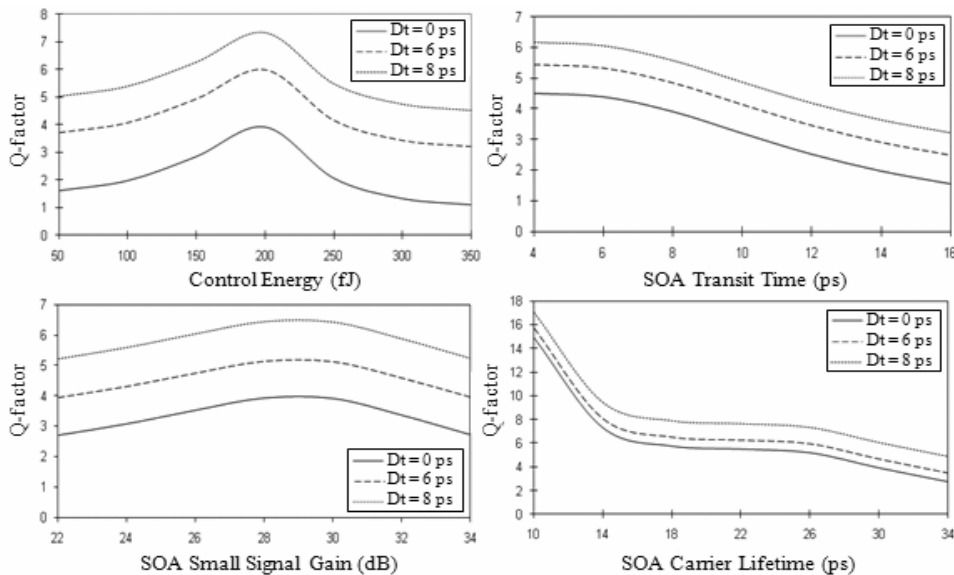 8
7
6
5
4
3
2
1
0
Q-factor
Dt = 0 ps
Dt = 6 ps
Dt = 8 ps
50 100 150 200 250 300 350
Control Energy (fJ)
7
6
5
4
3
2
1
0
Q-factor
Dt = 0 ps
Dt = 6 ps
Dt = 8 ps
4 6 8 10 12 14 16
SOA Transit Time (ps)
7
6
5
4
3
2
1
0
Q-factor
Dt = 0 ps
Dt = 6 ps
Dt = 8 ps
22 24 26 28 30 32 34
SOA Small Signal Gain (dB)
18
16
14
12
10
8
6
4
2
0
Q-factor
Dt = 0 ps
Dt = 6 ps
Dt = 8 ps
10 14 18 22 26 30 34
SOA Carrier Lifetime (ps)